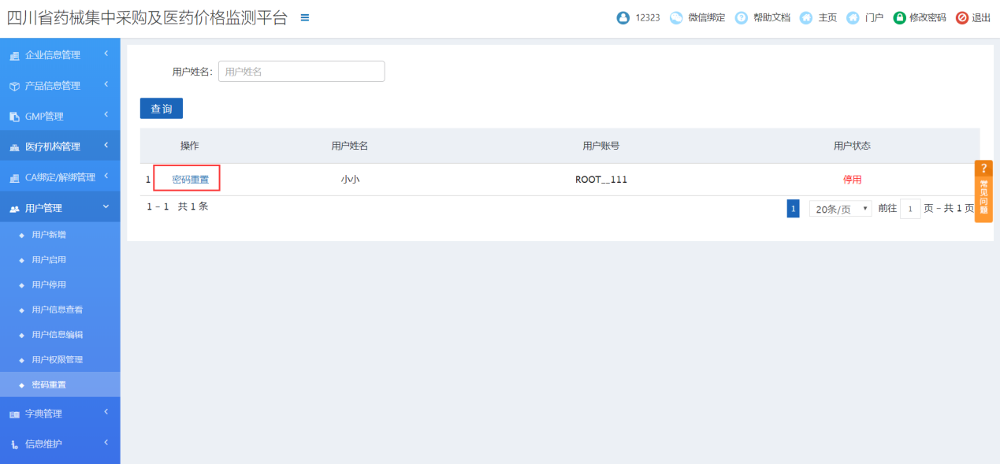 四川省药械集中采购及医药价格监测平台
12323 微信绑定 帮助文档 主页 门户 修改密码 退出
企业信息管理
产品信息管理
GMP管理
医疗机构管理
CA绑定/解绑管理
用户管理
用户新增
用户启用
用户停用
用户信息查看
用户信息编辑
用户权限管理
密码重置
字典管理
信息维护
用户姓名: 用户姓名
查询
操作 用户姓名 用户账号 用户状态
1 密码重置 小小 ROOT__111 停用
1 - 1 共 1 条
1 20条/页 前往 1 页 - 共 1 页
? 常见问题